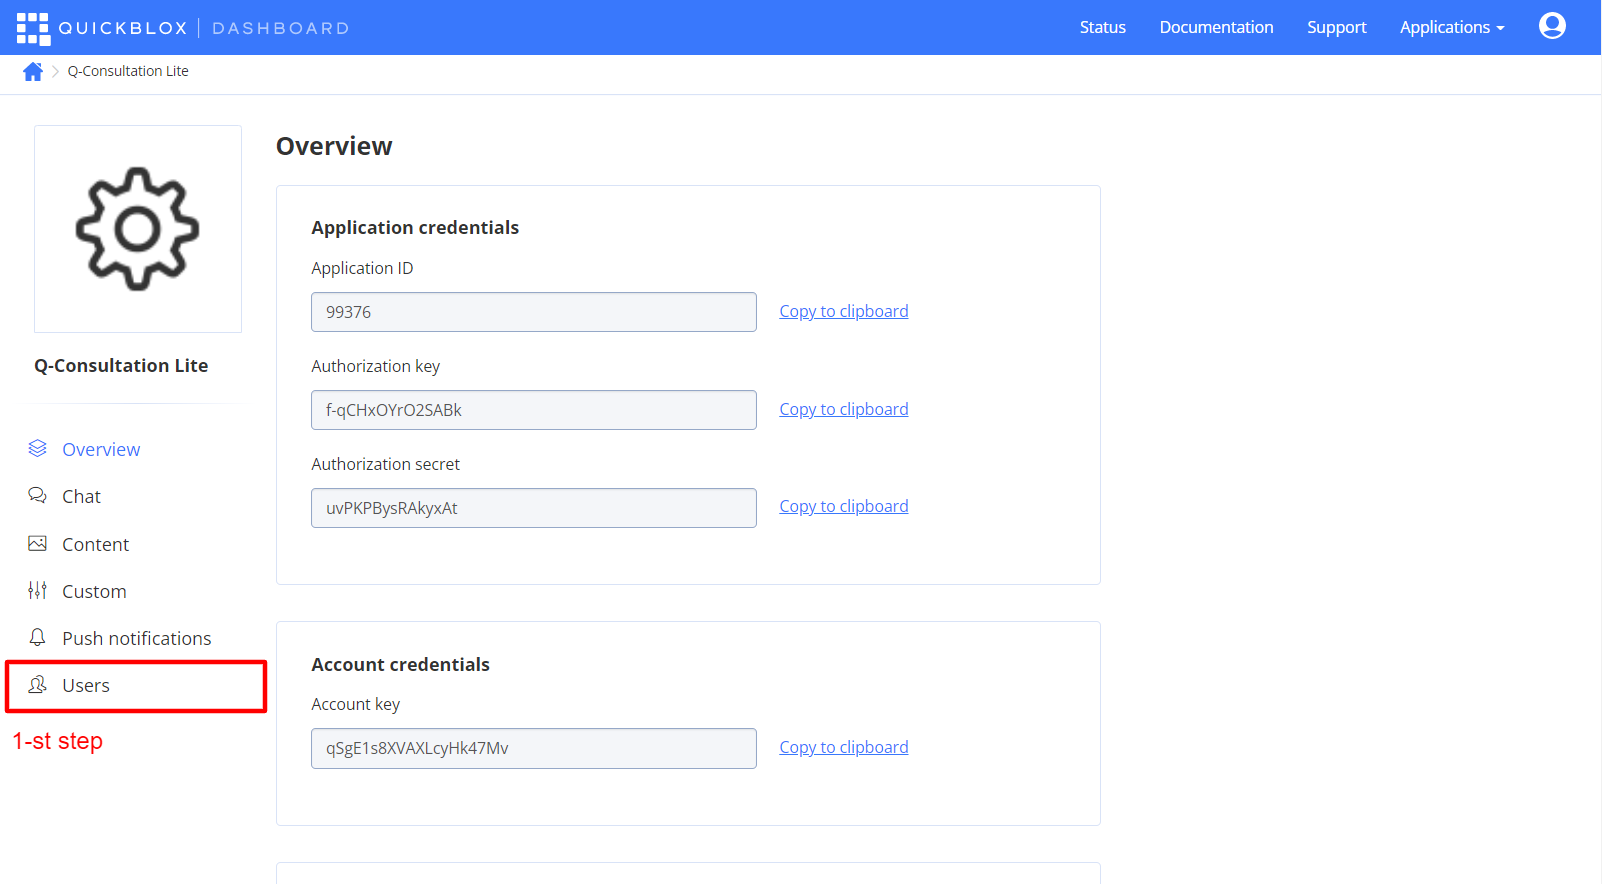 QUICKBLOX | DASHBOARD
Status Documentation Support Applications
Q-Consultation Lite
Overview
Application credentials
Application ID
99376 Copy to clipboard
Authorization key
f-qCHxOYrO2SABk Copy to clipboard
Authorization secret
uvPKPBysRAkyxAt Copy to clipboard
Q-Consultation Lite
Overview
Chat
Content
Custom
Push notifications
Users
1-st step
Account credentials
Account key
qSgE1s8XVAXLcyHk47Mv Copy to clipboard